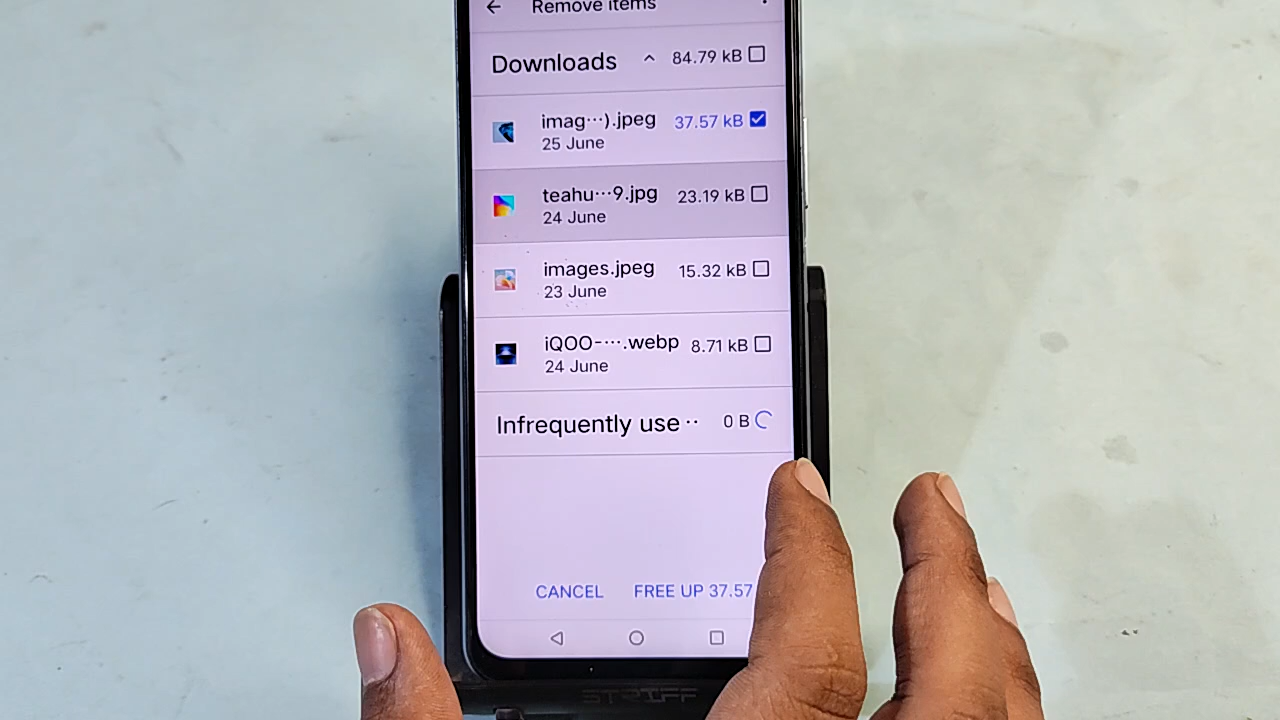 Remove items
Downloads 84.79 kB
imag···).jpeg 37.57 kB
25 June
teahu···9.jpg 23.19 kB
24 June
images.jpeg 15.32 kB
23 June
iQOO-···.webp 8.71 kB
24 June
Infrequently use·· 0 B
CANCEL FREE UP 37.57
STRIFF